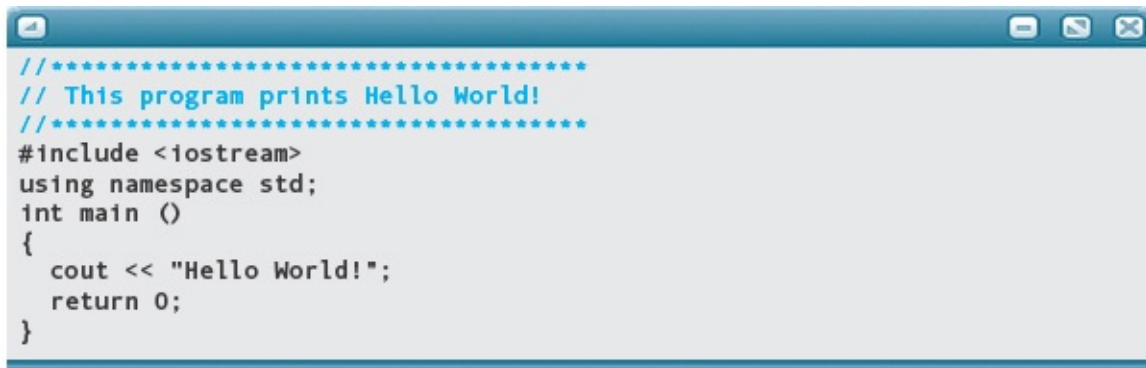 //************************************
// This program prints Hello World!
//************************************
#include <iostream>
using namespace std;
int main ()
{
  cout << "Hello World!";
  return 0;
}